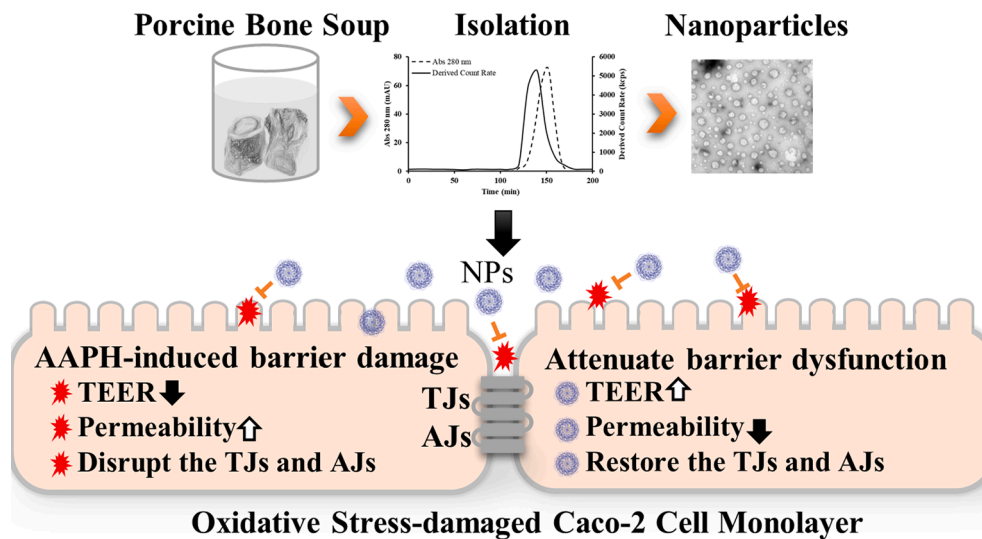 Porcine Bone Soup
Isolation
Nanoparticles
Abs 280 nm
Derived Count Rate
Abs 280 nm (mAU)
80
60
40
20
0
Derived Count Rate (kcps)
6000
5000
4000
3000
2000
1000
0
0 50 100 150 200
Time (min)
NPs
AAPH-induced barrier damage
TEER
Permeability
Disrupt the TJs and AJs
TJs
AJs
Attenuate barrier dysfunction
TEER
Permeability
Restore the TJs and AJs
Oxidative Stress-damaged Caco-2 Cell Monolayer